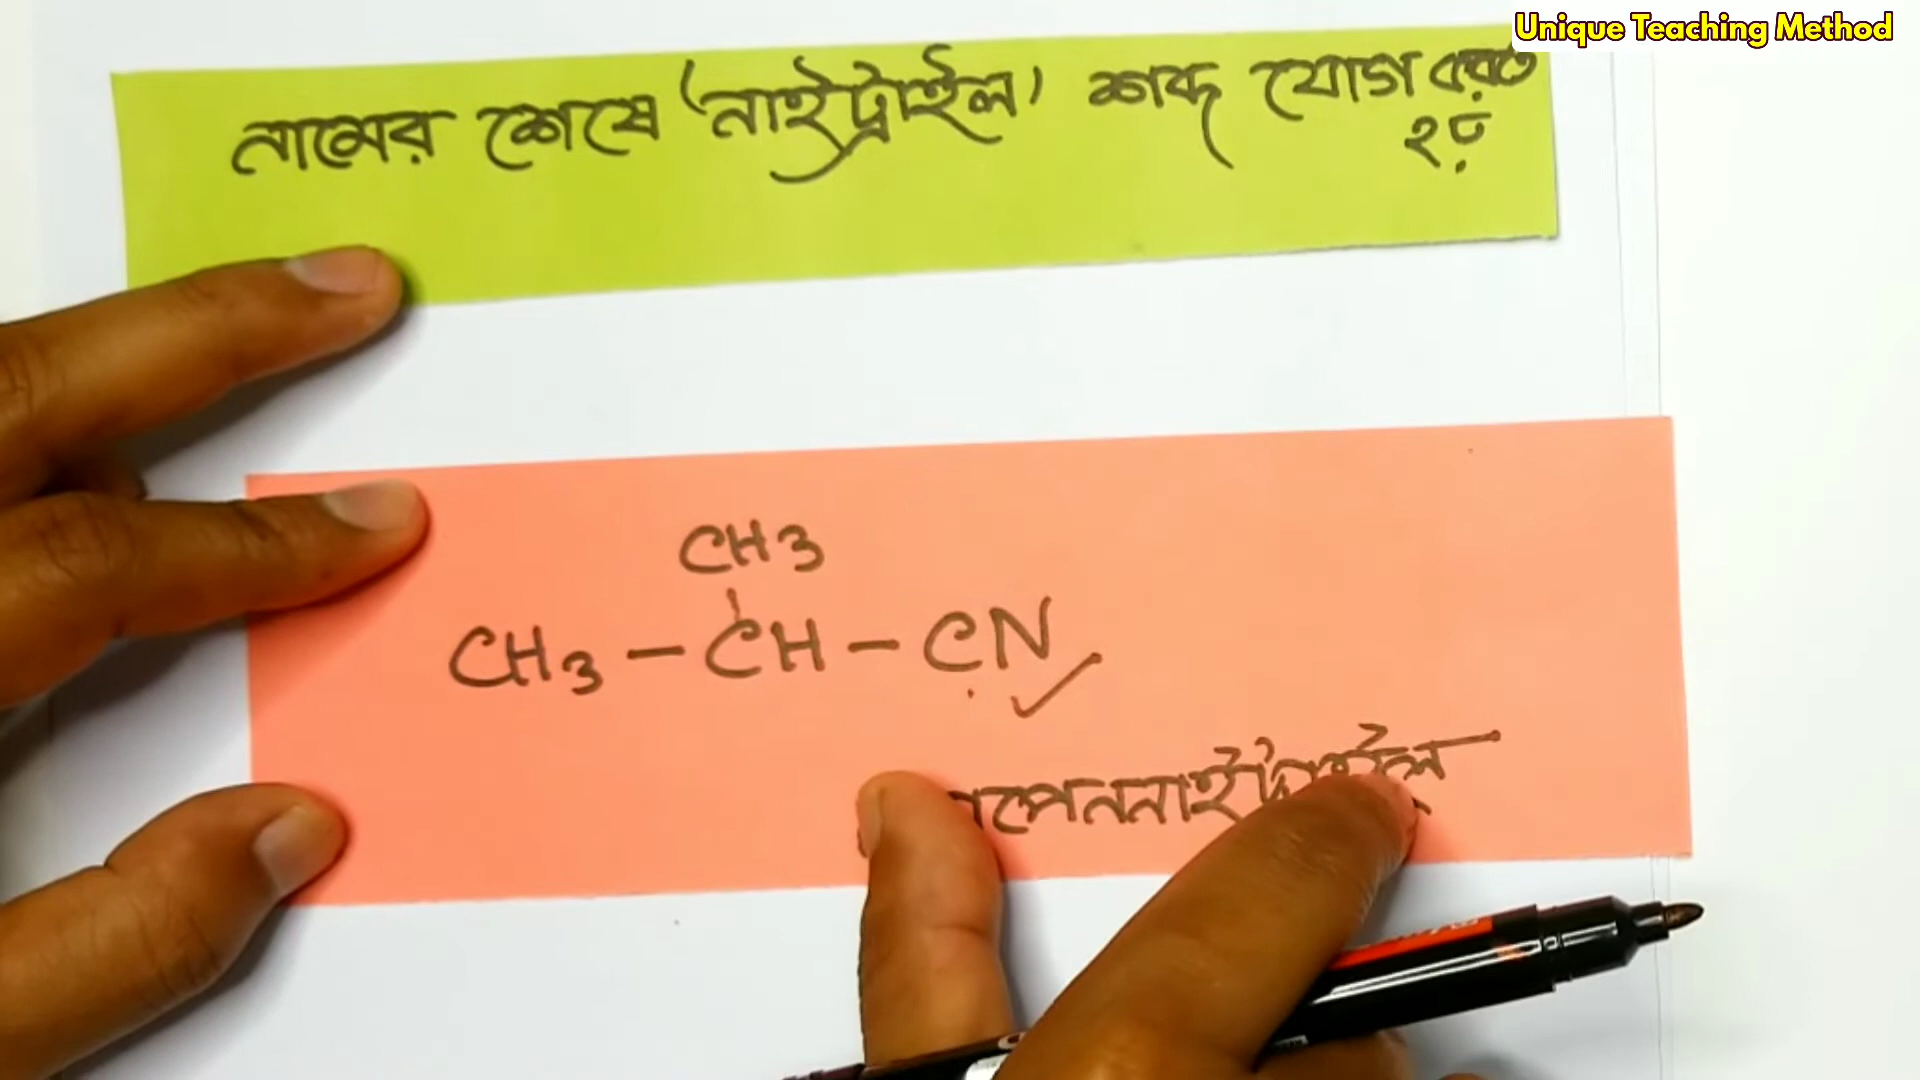 Unique Teaching Method
নামের শেষে 'নাইট্রাইল' শব্দ যোগ করতে
হয়
CH3
CH3 - CH - CN